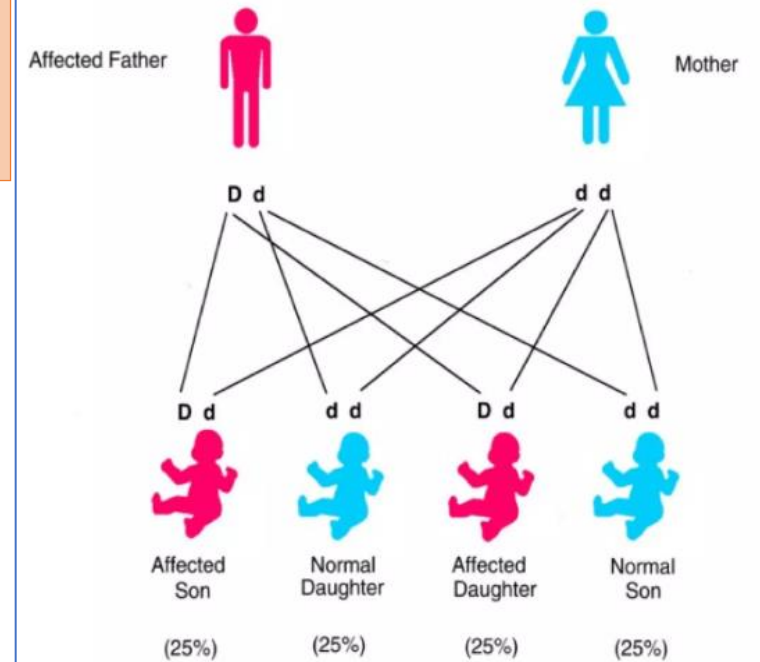 Affected Father
Mother
D d
d d
D d
d d
D d
d d
Affected
Son
Normal
Daughter
Affected
Daughter
Normal
Son
(25%)
(25%)
(25%)
(25%)